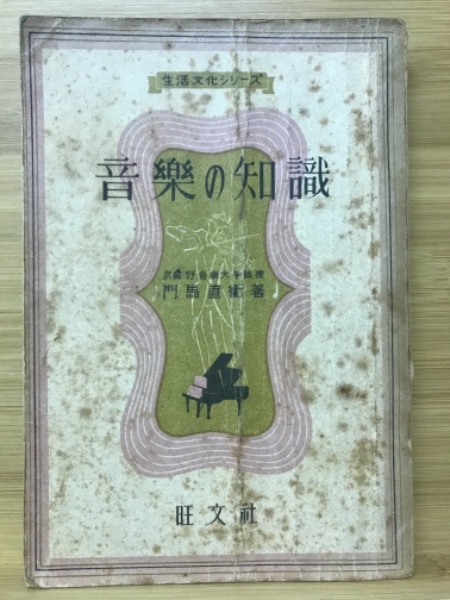 生活文化シリーズ
音樂の知識
武藏野音樂大學教授
門馬直衞著
旺文社